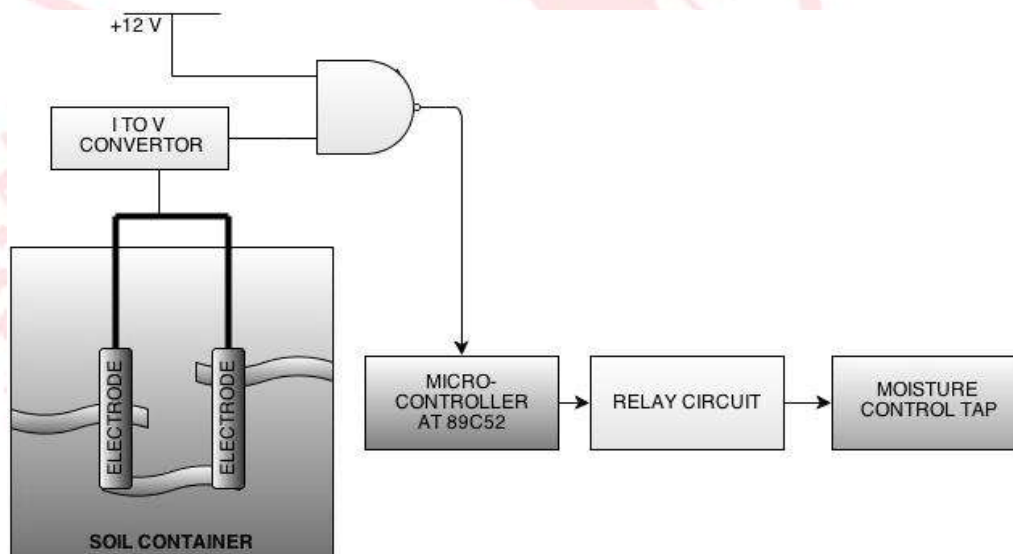 +12 V
I TO V
CONVERTOR
ELECTRODE
ELECTRODE
SOIL CONTAINER
MICRO-
CONTROLLER
AT 89C52
RELAY CIRCUIT
MOISTURE
CONTROL TAP